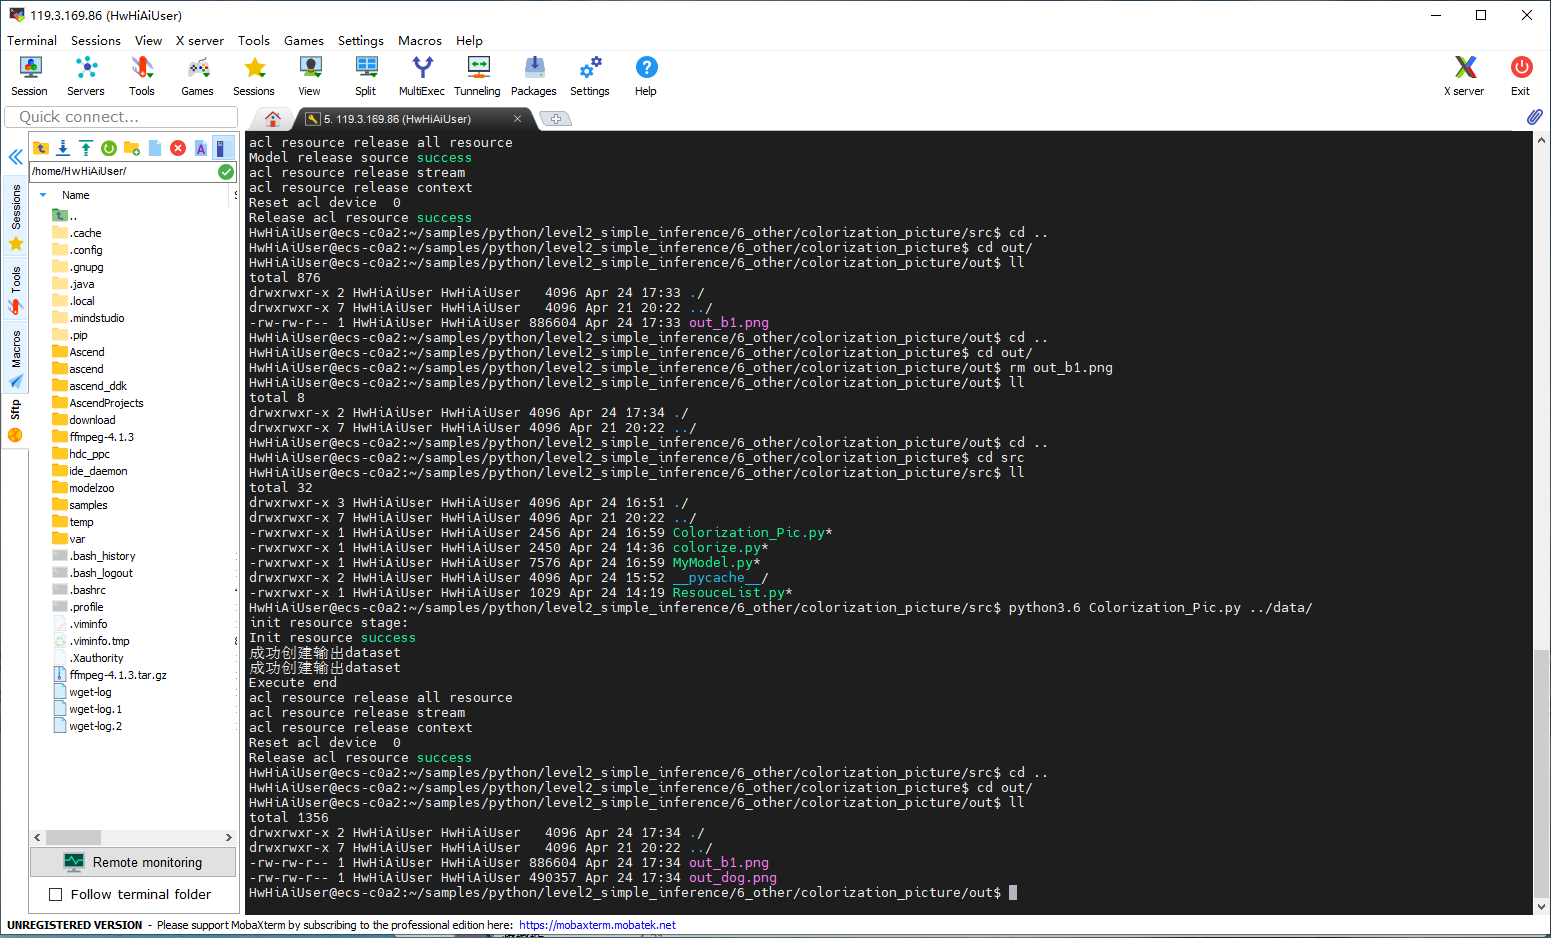 119.3.169.86 (HwHiAiUser)
Terminal Sessions View X server Tools Games Settings Macros Help
Session Servers Tools Games Sessions View Split MultiExec Tunneling Packages Settings Help X server Exit
Quick connect...
5. 119.3.169.86 (HwHiAiUser)
/home/HwHiAiUser/
Name
Sessions
Tools
Macros
Sftp
..
.cache
.config
.gnupg
.java
.local
.mindstudio
.pip
Ascend
ascend
ascend_ddk
AscendProjects
download
ffmpeg-4.1.3
hdc_ppc
ide_daemon
modelzoo
samples
temp
var
.bash_history
.bash_logout
.bashrc
.profile
.viminfo
.viminfo.tmp
.Xauthority
ffmpeg-4.1.3.tar.gz
wget-log
wget-log.1
wget-log.2
Remote monitoring
Follow terminal folder
acl resource release all resource
Model release source success
acl resource release stream
acl resource release context
Reset acl device  0
Release acl resource success
HwHiAiUser@ecs-c0a2:~/samples/python/level2_simple_inference/6_other/colorization_picture/src$ cd ..
HwHiAiUser@ecs-c0a2:~/samples/python/level2_simple_inference/6_other/colorization_picture$ cd out/
HwHiAiUser@ecs-c0a2:~/samples/python/level2_simple_inference/6_other/colorization_picture/out$ ll
total 876
drwxrwxr-x 2 HwHiAiUser HwHiAiUser   4096 Apr 24 17:33 ./
drwxrwxr-x 7 HwHiAiUser HwHiAiUser   4096 Apr 21 20:22 ../
-rw-rw-r-- 1 HwHiAiUser HwHiAiUser 886604 Apr 24 17:33 out_b1.png
HwHiAiUser@ecs-c0a2:~/samples/python/level2_simple_inference/6_other/colorization_picture/out$ cd ..
HwHiAiUser@ecs-c0a2:~/samples/python/level2_simple_inference/6_other/colorization_picture$ cd out/
HwHiAiUser@ecs-c0a2:~/samples/python/level2_simple_inference/6_other/colorization_picture/out$ rm out_b1.png
HwHiAiUser@ecs-c0a2:~/samples/python/level2_simple_inference/6_other/colorization_picture/out$ ll
total 8
drwxrwxr-x 2 HwHiAiUser HwHiAiUser 4096 Apr 24 17:34 ./
drwxrwxr-x 7 HwHiAiUser HwHiAiUser 4096 Apr 21 20:22 ../
HwHiAiUser@ecs-c0a2:~/samples/python/level2_simple_inference/6_other/colorization_picture/out$ cd ..
HwHiAiUser@ecs-c0a2:~/samples/python/level2_simple_inference/6_other/colorization_picture$ cd src
HwHiAiUser@ecs-c0a2:~/samples/python/level2_simple_inference/6_other/colorization_picture/src$ ll
total 32
drwxrwxr-x 3 HwHiAiUser HwHiAiUser 4096 Apr 24 16:51 ./
drwxrwxr-x 7 HwHiAiUser HwHiAiUser 4096 Apr 21 20:22 ../
-rwxrwxr-x 1 HwHiAiUser HwHiAiUser 2456 Apr 24 16:59 Colorization_Pic.py*
-rwxrwxr-x 1 HwHiAiUser HwHiAiUser 2450 Apr 24 14:36 colorize.py*
-rwxrwxr-x 1 HwHiAiUser HwHiAiUser 7576 Apr 24 16:59 MyModel.py*
drwxrwxr-x 2 HwHiAiUser HwHiAiUser 4096 Apr 24 15:52 __pycache__/
-rwxrwxr-x 1 HwHiAiUser HwHiAiUser 1029 Apr 24 14:19 ResouceList.py*
HwHiAiUser@ecs-c0a2:~/samples/python/level2_simple_inference/6_other/colorization_picture/src$ python3.6 Colorization_Pic.py ../data/
init resource stage:
Init resource success
成功创建输出dataset
成功创建输出dataset
Execute end
acl resource release all resource
acl resource release stream
acl resource release context
Reset acl device  0
Release acl resource success
HwHiAiUser@ecs-c0a2:~/samples/python/level2_simple_inference/6_other/colorization_picture/src$ cd ..
HwHiAiUser@ecs-c0a2:~/samples/python/level2_simple_inference/6_other/colorization_picture$ cd out/
HwHiAiUser@ecs-c0a2:~/samples/python/level2_simple_inference/6_other/colorization_picture/out$ ll
total 1356
drwxrwxr-x 2 HwHiAiUser HwHiAiUser   4096 Apr 24 17:34 ./
drwxrwxr-x 7 HwHiAiUser HwHiAiUser   4096 Apr 21 20:22 ../
-rw-rw-r-- 1 HwHiAiUser HwHiAiUser 886604 Apr 24 17:34 out_b1.png
-rw-rw-r-- 1 HwHiAiUser HwHiAiUser 490357 Apr 24 17:34 out_dog.png
HwHiAiUser@ecs-c0a2:~/samples/python/level2_simple_inference/6_other/colorization_picture/out$
UNREGISTERED VERSION - Please support MobaXterm by subscribing to the professional edition here: https://mobaxterm.mobatek.net